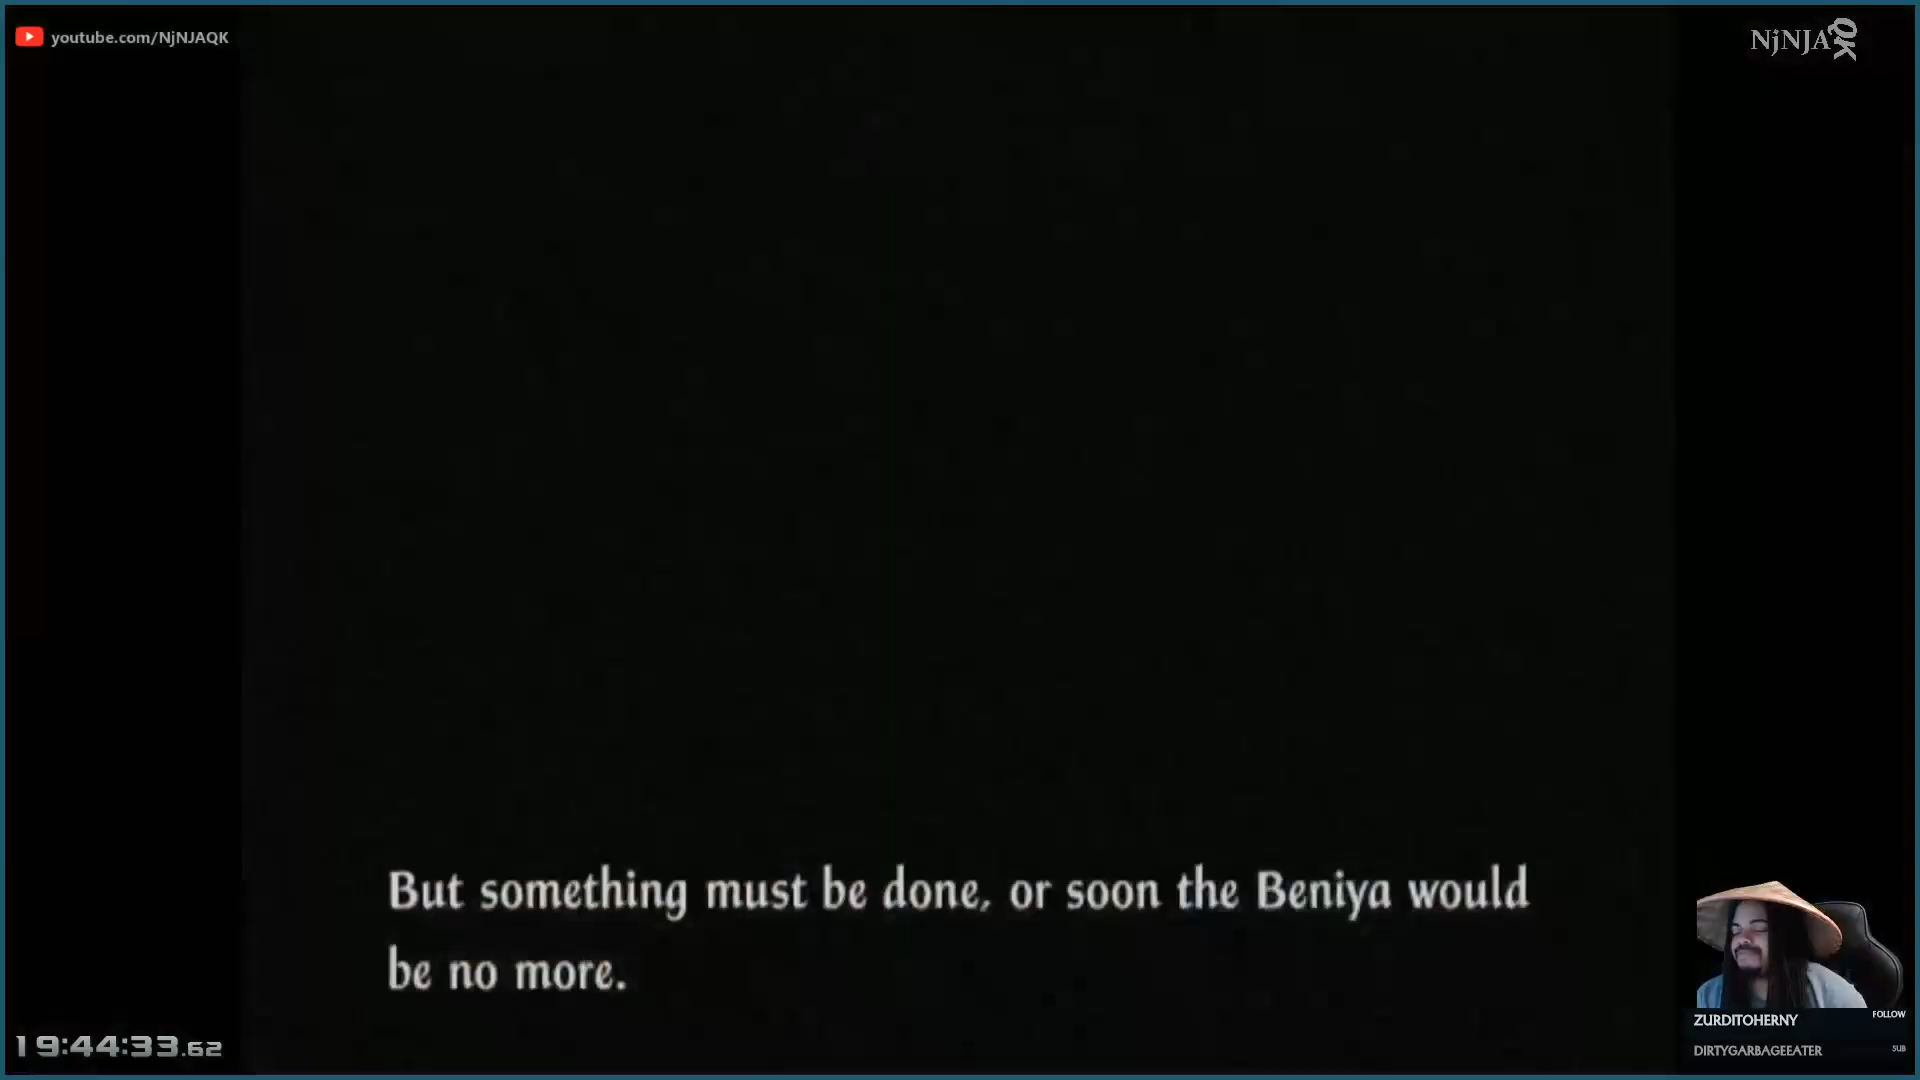 youtube.com/NjNJAQK
NjNJAQK
But something must be done, or soon the Beniya would
be no more.
19:44:33.62
ZURDITOHERNY
FOLLOW
DIRTYGARBAGEEATER
SUB